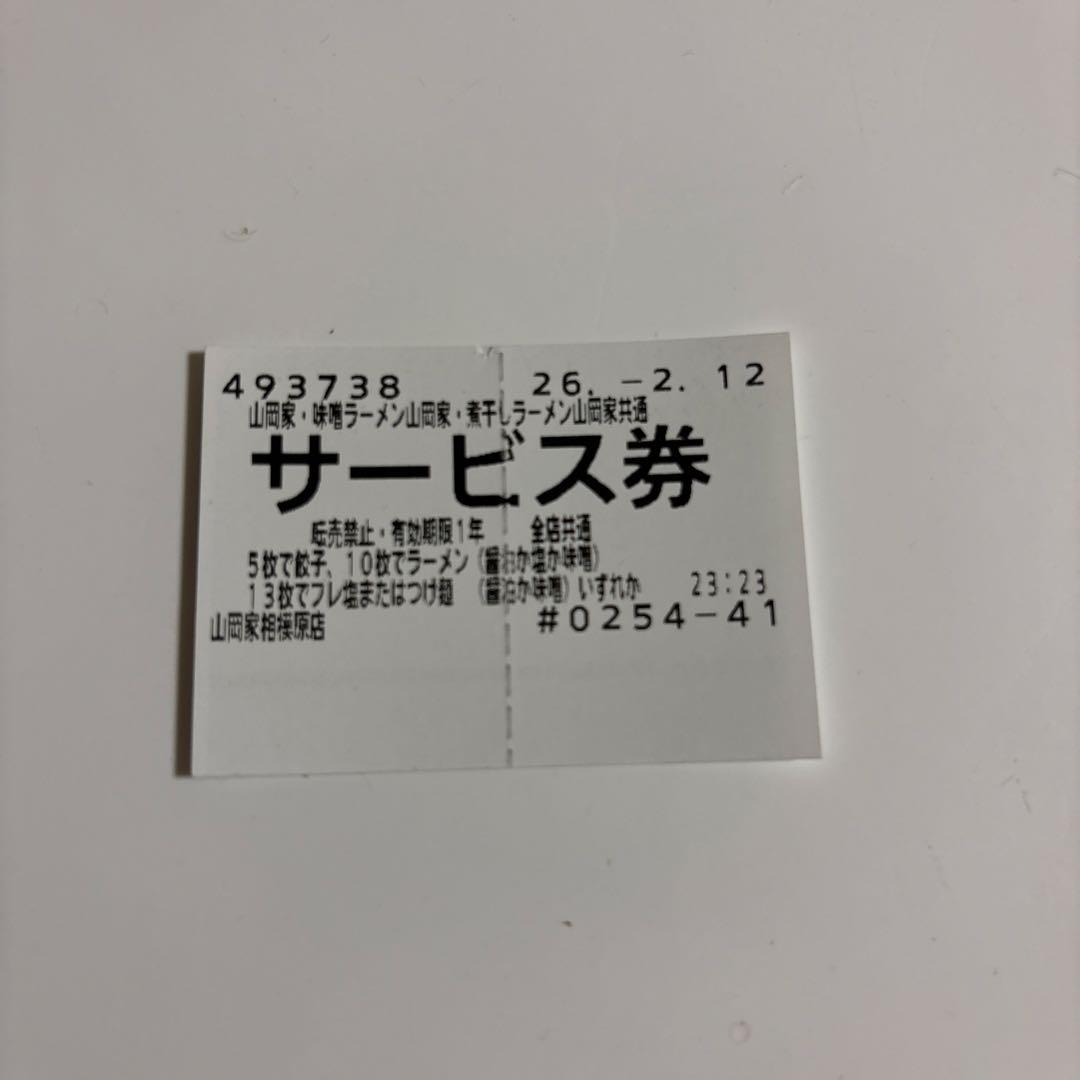 493738 26.-2.12
山岡家・味噌ラーメン山岡家・煮干しラーメン山岡家共通
サービス券
転売禁止・有効期限1年 全店共通
5枚で餃子、10枚でラーメン(醤油か塩か味噌)
13枚でプレ塩またはつけ麺 (醤油か味噌)いずれか 23:23
山岡家相模原店 #0254-41